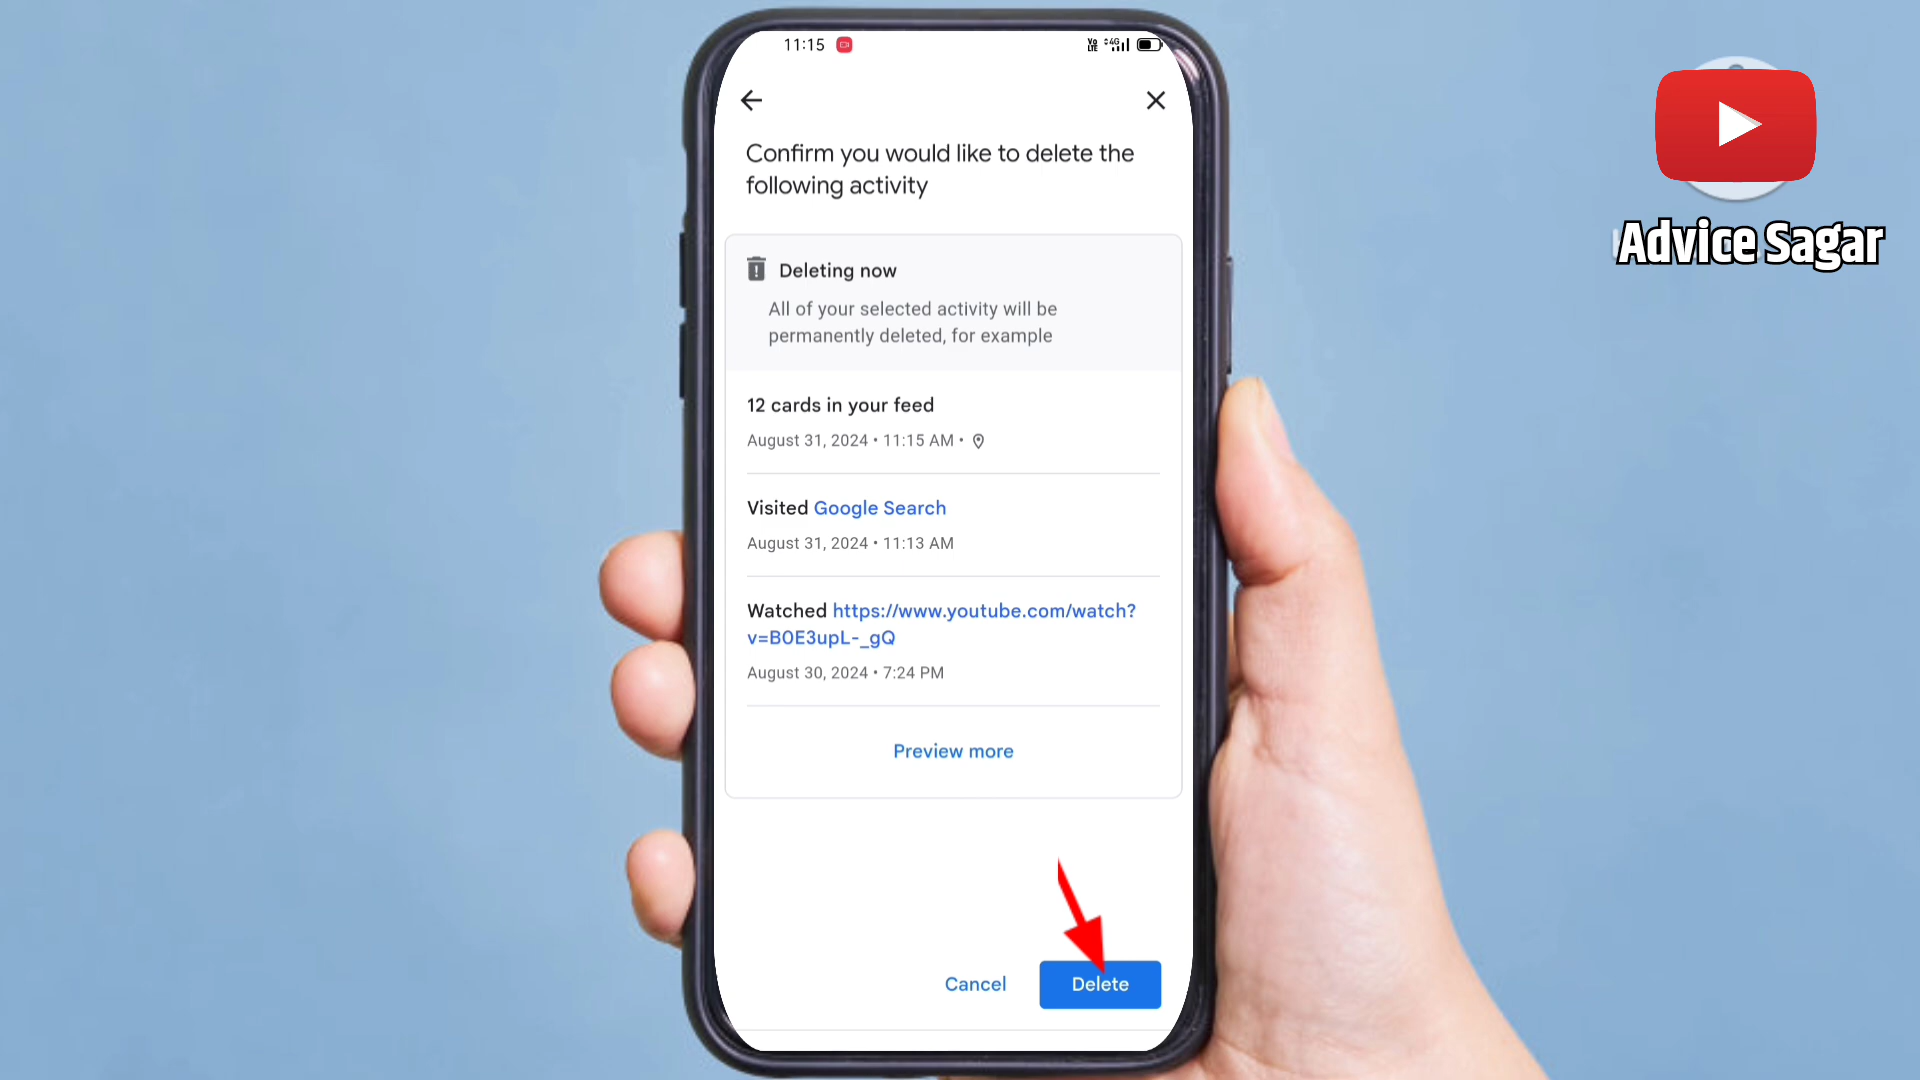 11:15
Vo LTE 4G
Advice Sagar
Confirm you would like to delete the
following activity
Deleting now
All of your selected activity will be
permanently deleted, for example
12 cards in your feed
August 31, 2024 • 11:15 AM •
Visited Google Search
August 31, 2024 • 11:13 AM
Watched https://www.youtube.com/watch?
v=B0E3upL-_gQ
August 30, 2024 • 7:24 PM
Preview more
Cancel
Delete